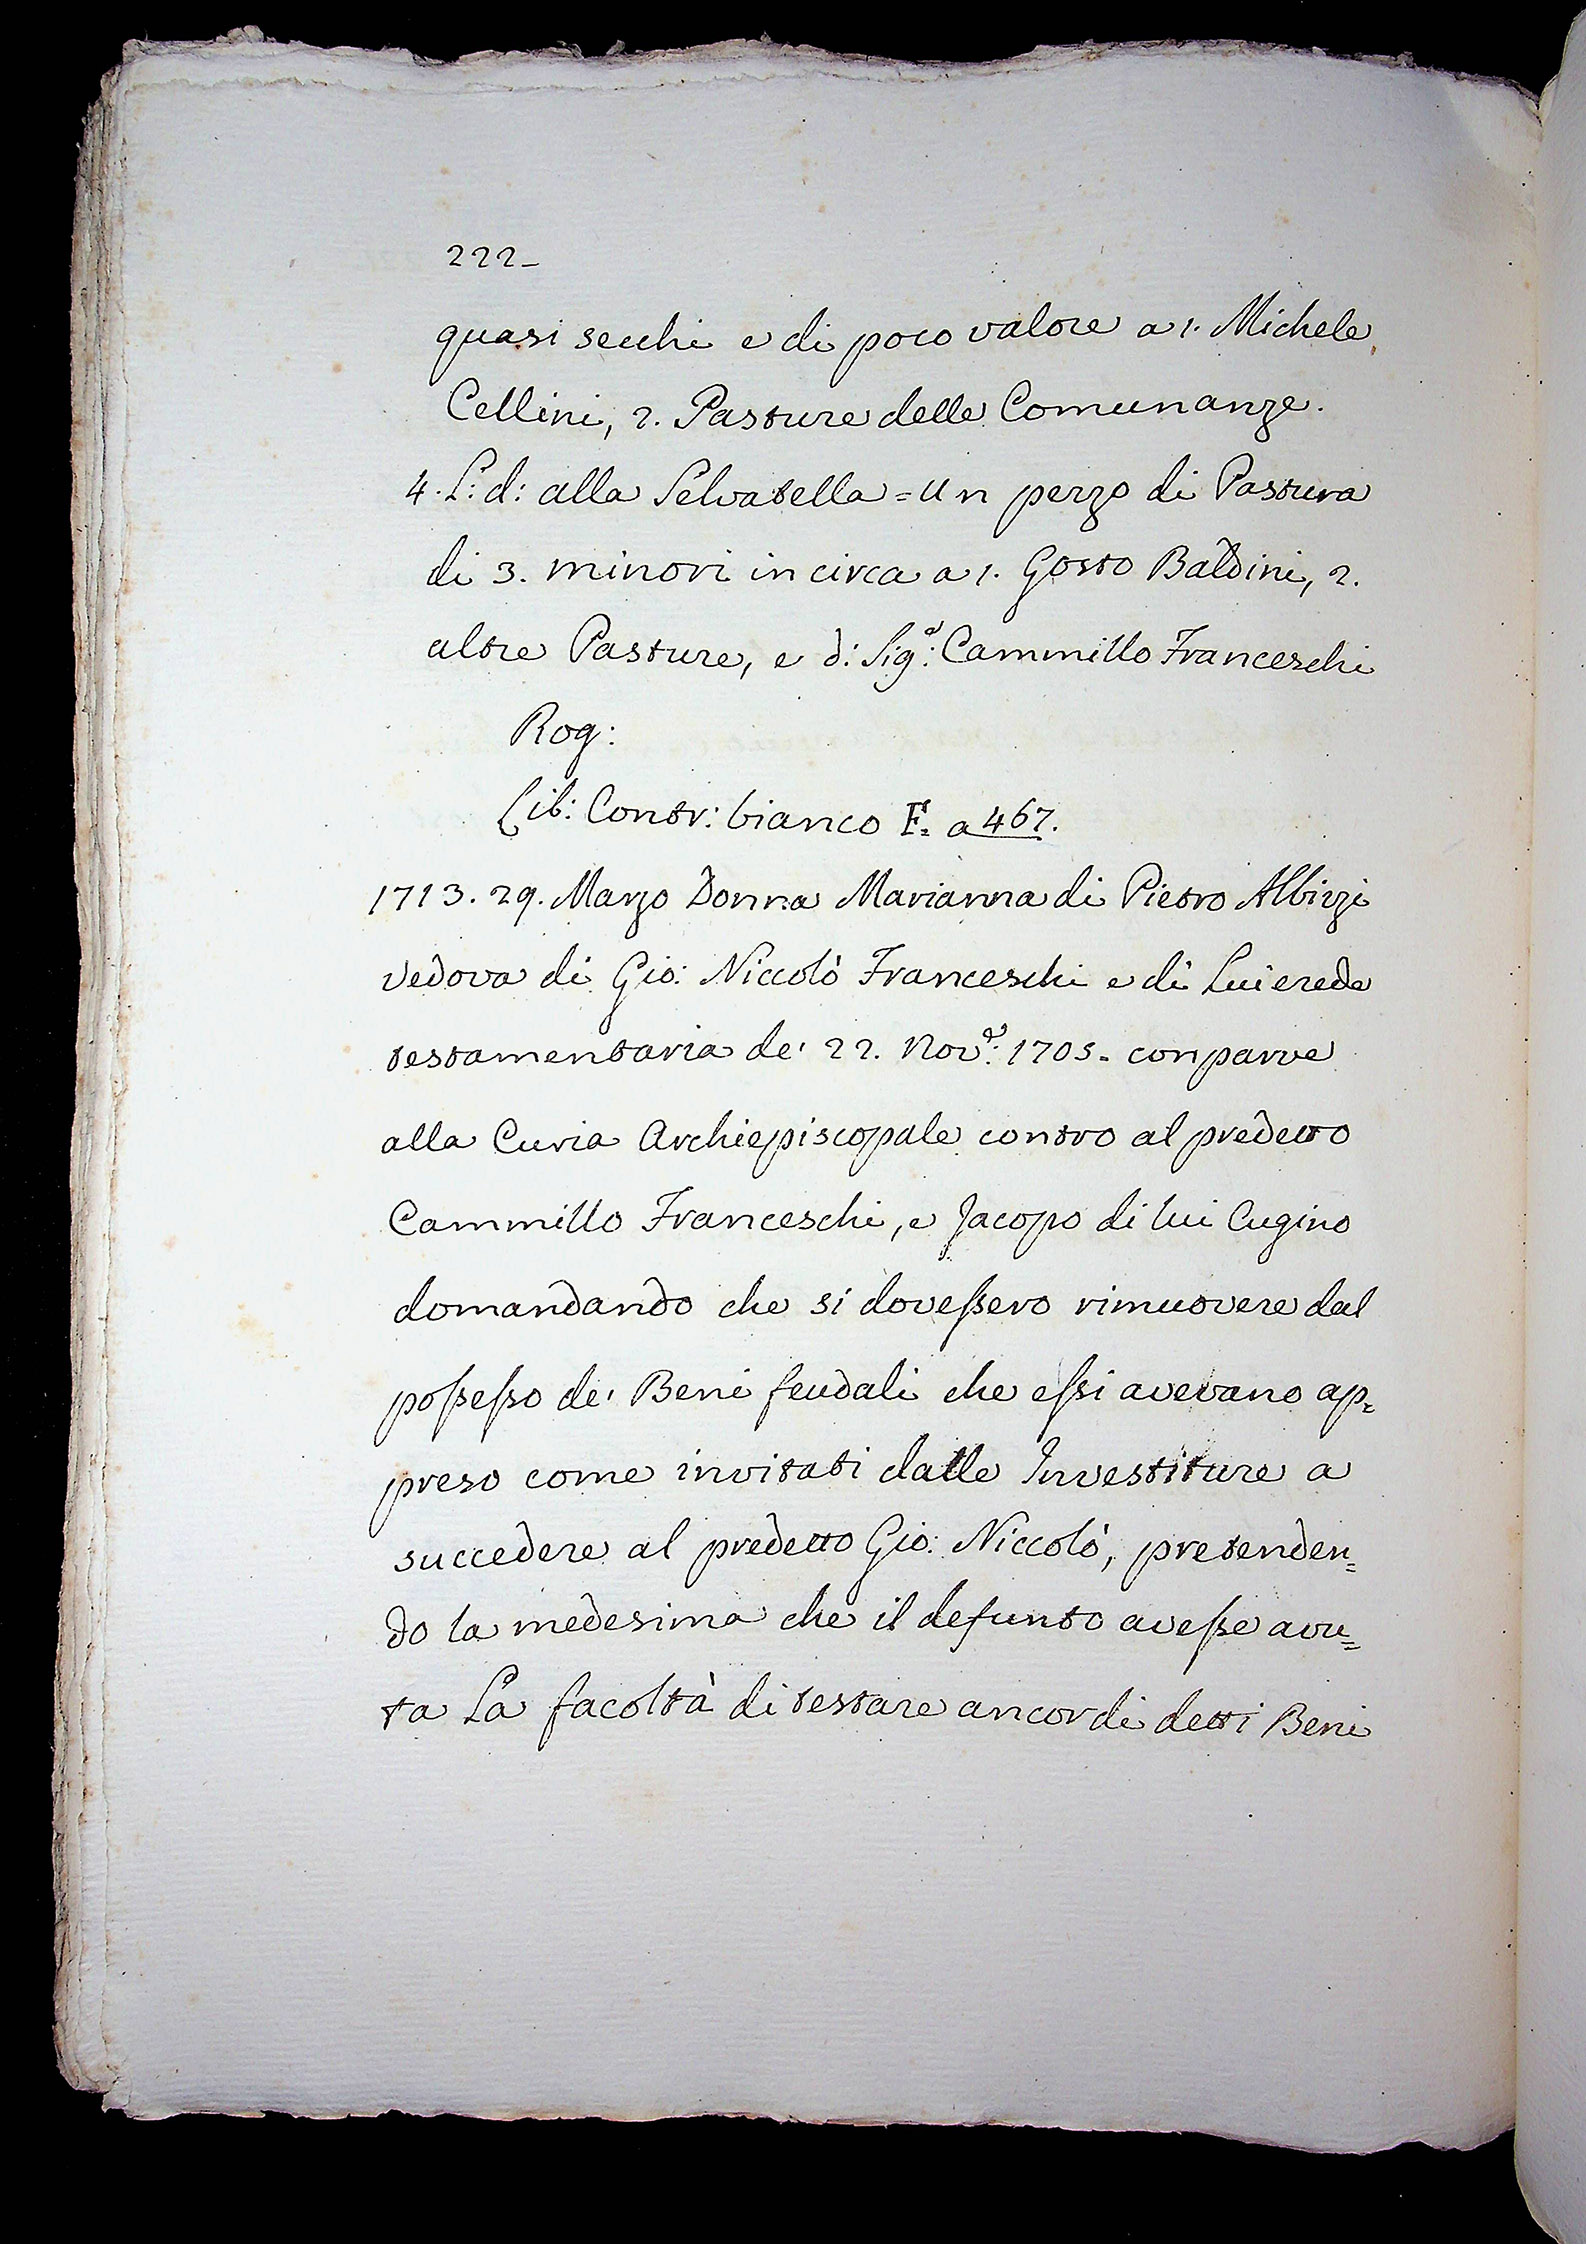 222_
quasi secchi e di poco valore a 1. Michele
Cellini, 2. Pasture delle Comunanze.
4. L: d: alla Selvatella = Un pezzo di Pastura
di 3. minori in circa a 1. Gosto Baldini, 2.
altre Pasture, e d: Sig.e: Cammillo Franceschi
Rog:
Lib: Contr: bianco F. a 467.
1713. 29. Marzo Donna Marianna di Pietro Albizzi
vedova di Gio: Niccolò Franceschi e di Lui erede
testamentaria de' 22. Nov.e: 1705. conparve
alla Curia Archiepiscopale contro al predetto
Cammillo Franceschi, e Jacopo di lui Cugino
domandando che si dovessero rimuovere dal
possesso de' Beni feudali che essi avevano ap=
preso come invitati dalle Investiture a
succedere al predetto Gio: Niccolò, pretenden=
do la medesima che il defunto avesse avu=
ta La facoltà di testare ancor di detti Beni